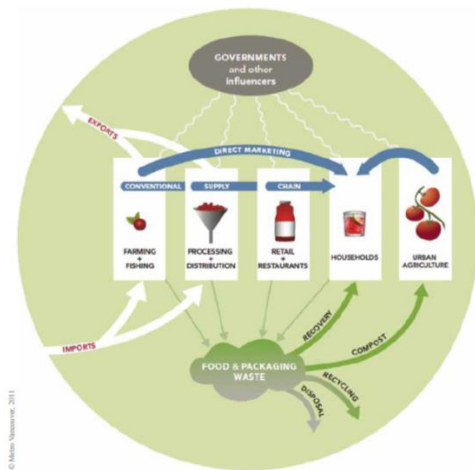 GOVERNMENTS
and other
influencers
EXPORTS
DIRECT MARKETING
CONVENTIONAL SUPPLY CHAIN
FARMING
+
FISHING
PROCESSING
+
DISTRIBUTION
RETAIL
+
RESTAURANTS
HOUSEHOLDS
URBAN
AGRICULTURE
IMPORTS
RECOVERY
COMPOST
FOOD & PACKAGING
WASTE
RECYCLING
DISPOSAL
© Metro Vancouver, 2011